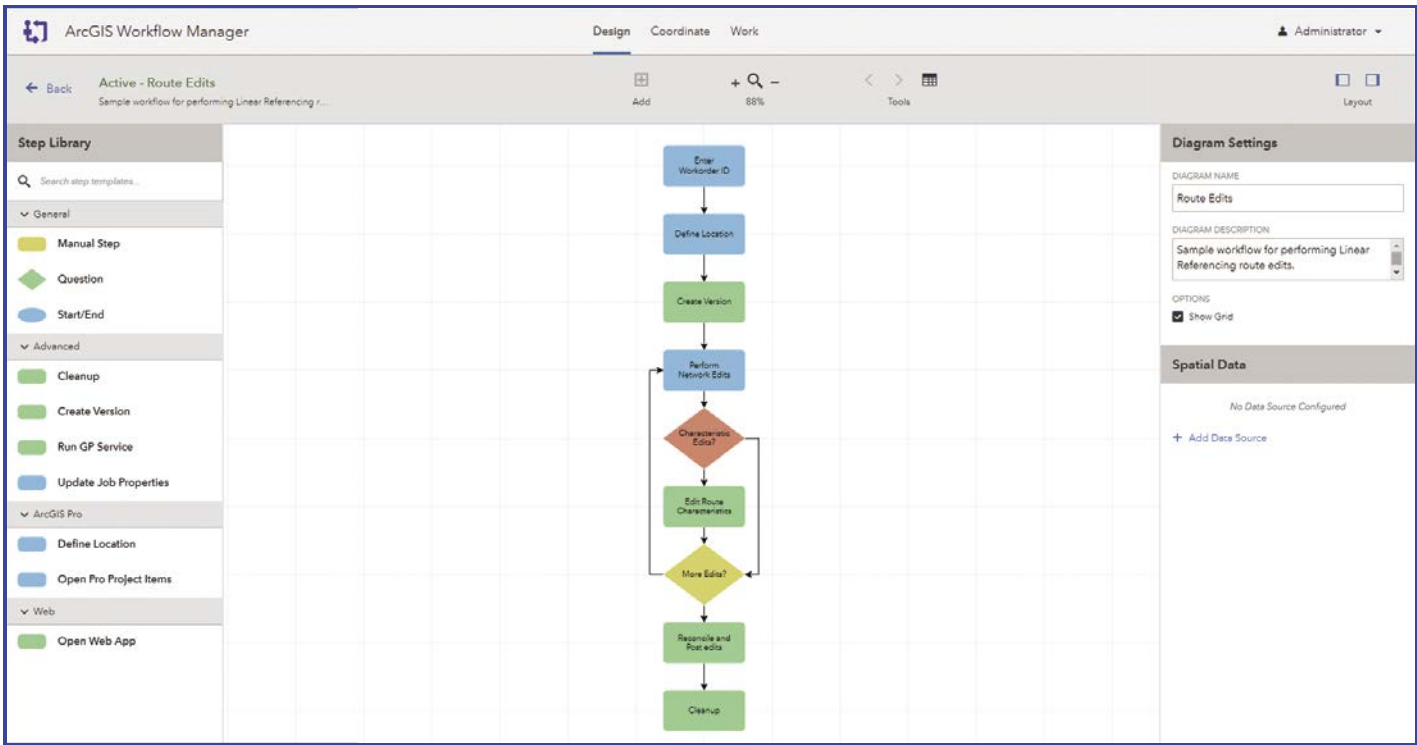 ArcGIS Workflow Manager
Design Coordinate Work
Administrator
Back
Active - Route Edits
Sample workflow for performing Linear Referencing r...
Add
+ –
88%
< >
Tools
Layout
Step Library
Search step templates...
General
Manual Step
Question
Start/End
Advanced
Cleanup
Create Version
Run GP Service
Update Job Properties
ArcGIS Pro
Define Location
Open Pro Project Items
Web
Open Web App
Enter
Workorder ID
Define Location
Create Version
Perform
Network Edits
Characteristic
Edits?
Edit Route
Characteristics
More Edits?
Reconcile and
Post edits
Cleanup
Diagram Settings
DIAGRAM NAME
Route Edits
DIAGRAM DESCRIPTION
Sample workflow for performing Linear
Referencing route edits.
OPTIONS
Show Grid
Spatial Data
No Data Source Configured
+ Add Data Source